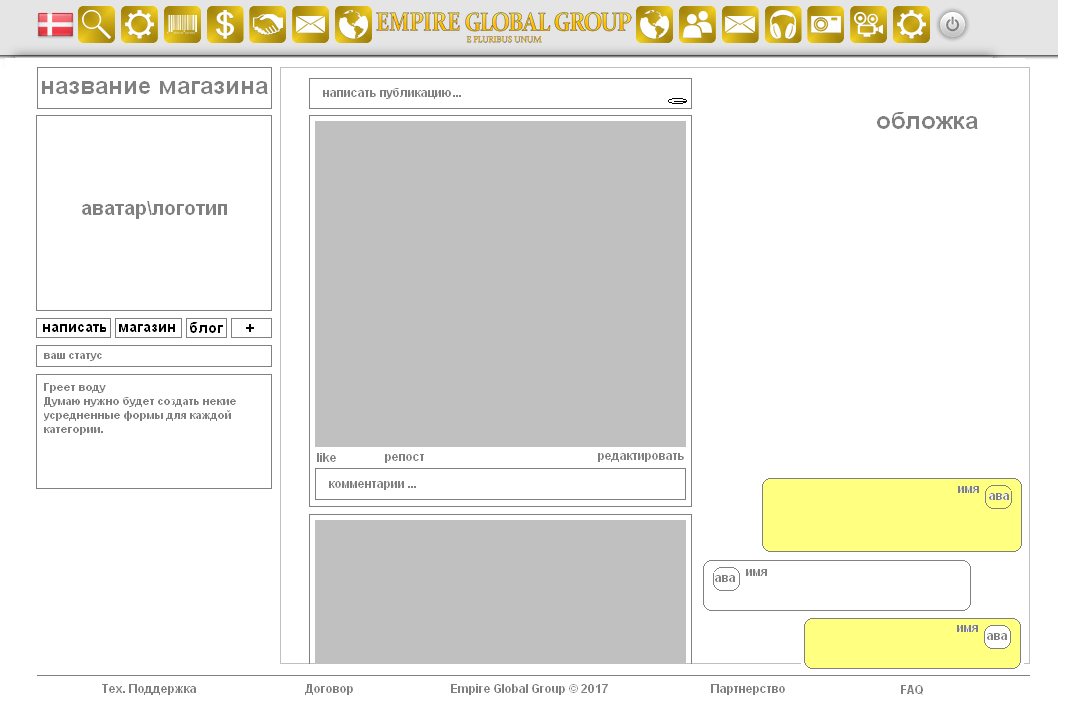 $
EMPIRE GLOBAL GROUP
E PLURIBUS UNUM
название магазина
аватар\логотип
написать
магазин
блог
+
ваш статус
Греет воду
Думаю нужно будет создать некие
усредненные формы для каждой
категории.
написать публикацию...
обложка
like
репост
редактировать
комментарии ...
имя
ава
ава
имя
имя
ава
Тех. Поддержка
Договор
Empire Global Group © 2017
Партнерство
FAQ